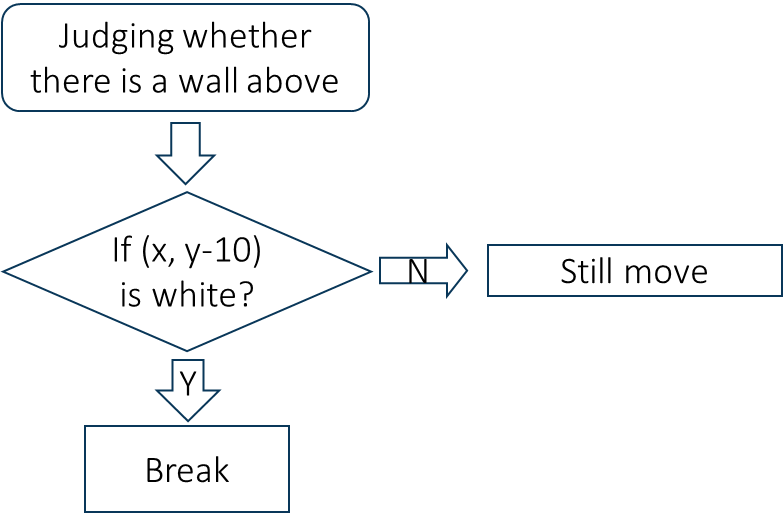 Judging whether
there is a wall above
If (x, y-10)
is white?
N
Still move
Y
Break